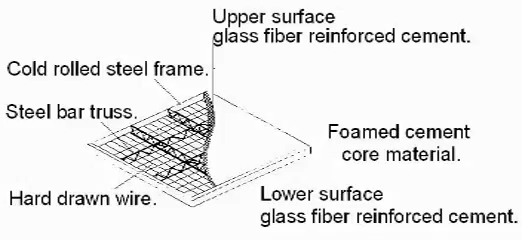 Upper surface
glass fiber reinforced cement.
Cold rolled steel frame.
Steel bar truss.
Foamed cement
core material.
Hard drawn wire.
Lower surface
glass fiber reinforced cement.